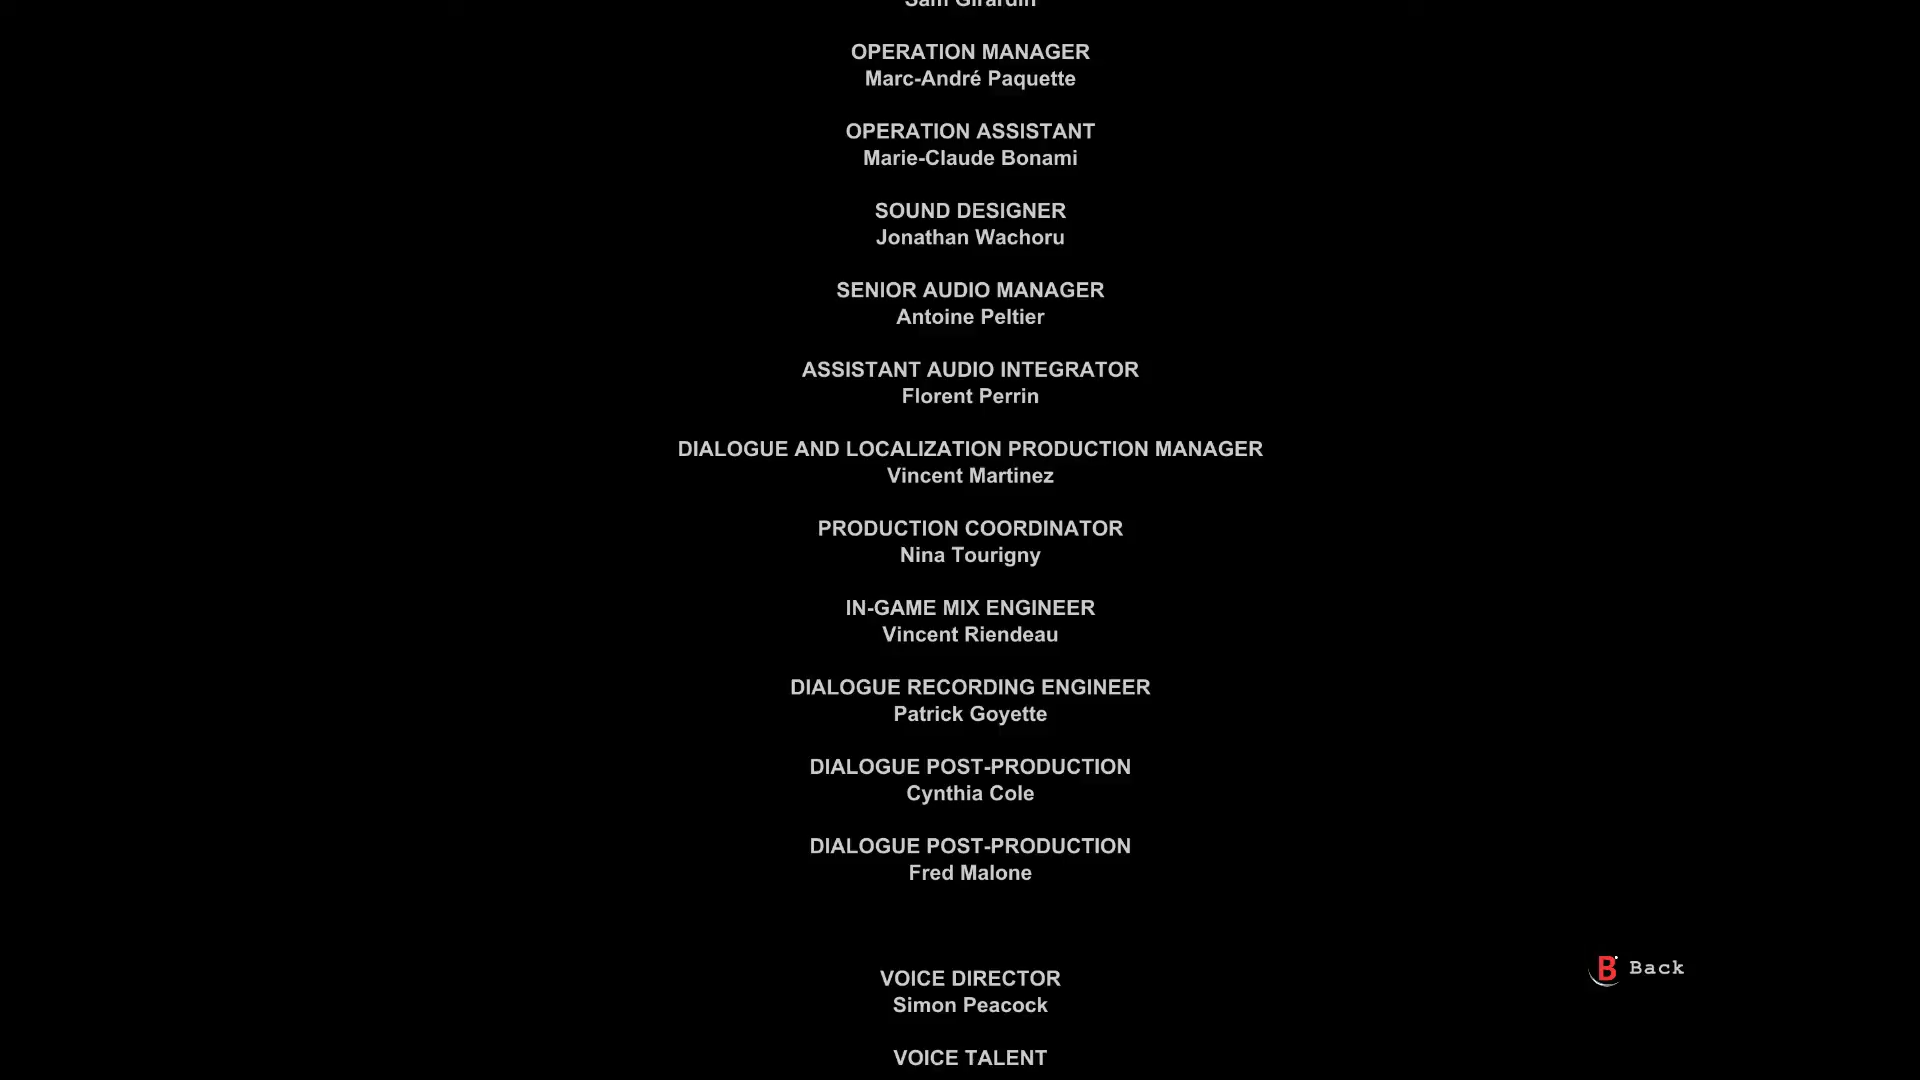 Sam Girardin
OPERATION MANAGER
Marc-André Paquette
OPERATION ASSISTANT
Marie-Claude Bonami
SOUND DESIGNER
Jonathan Wachoru
SENIOR AUDIO MANAGER
Antoine Peltier
ASSISTANT AUDIO INTEGRATOR
Florent Perrin
DIALOGUE AND LOCALIZATION PRODUCTION MANAGER
Vincent Martinez
PRODUCTION COORDINATOR
Nina Tourigny
IN-GAME MIX ENGINEER
Vincent Riendeau
DIALOGUE RECORDING ENGINEER
Patrick Goyette
DIALOGUE POST-PRODUCTION
Cynthia Cole
DIALOGUE POST-PRODUCTION
Fred Malone
B Back
VOICE DIRECTOR
Simon Peacock
VOICE TALENT